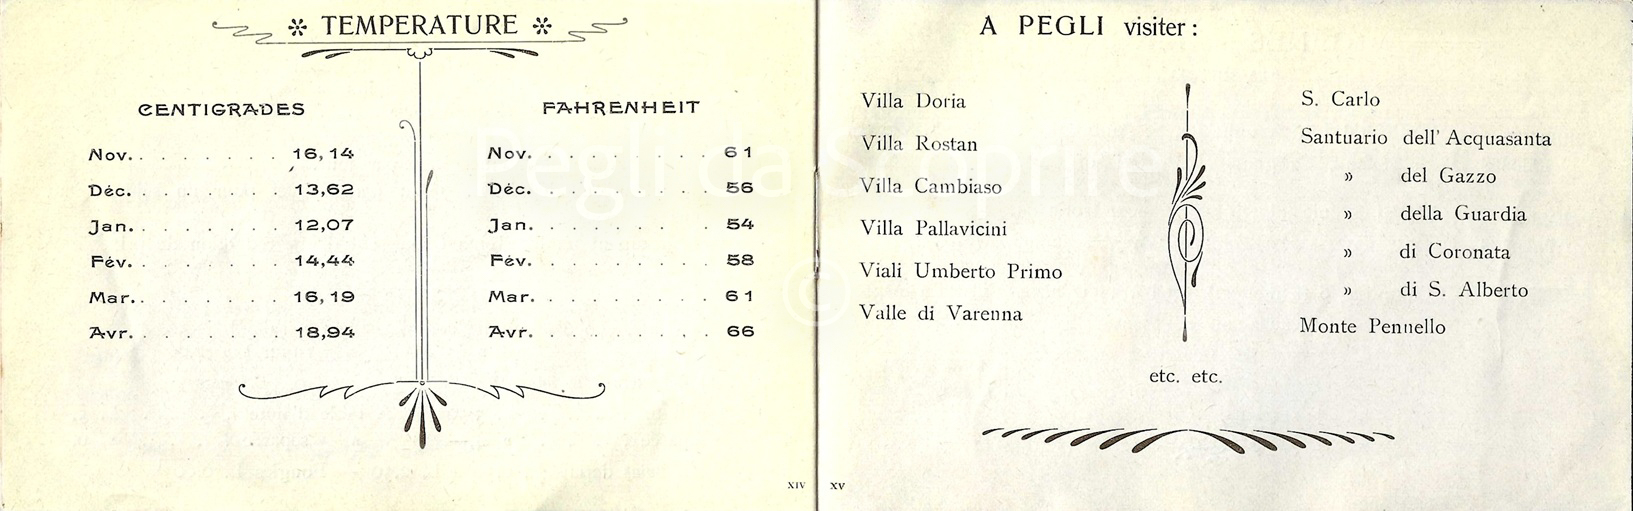 TEMPERATURE
CENTIGRADES
Nov. . . . . . . . 16,14
Déc. . . . . . . . 13,62
Jan. . . . . . . . 12,07
Fév. . . . . . . . 14,44
Mar. . . . . . . . 16,19
Avr. . . . . . . . 18,94
FAHRENHEIT
Nov. . . . . . . . 61
Déc. . . . . . . . 56
Jan. . . . . . . . 54
Fév. . . . . . . . 58
Mar. . . . . . . . 61
Avr. . . . . . . . 66
XIV
A PEGLI visiter :
Villa Doria
Villa Rostan
Villa Cambiaso
Villa Pallavicini
Viali Umberto Primo
Valle di Varenna
S. Carlo
Santuario dell' Acquasanta
» del Gazzo
» della Guardia
» di Coronata
» di S. Alberto
Monte Pennello
etc. etc.
XV
Pegli da Scoprire
©